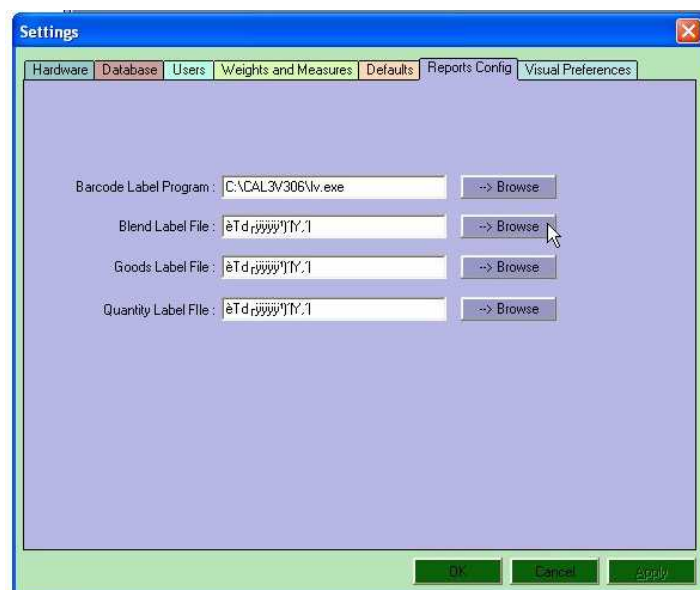 Settings
Hardware Database Users Weights and Measures Defaults Reports Config Visual Preferences
Barcode Label Program : C:\CAL3V306\lv.exe --> Browse
Blend Label File : --> Browse
Goods Label File : --> Browse
Quantity Label FIle : --> Browse
OK Cancel Apply